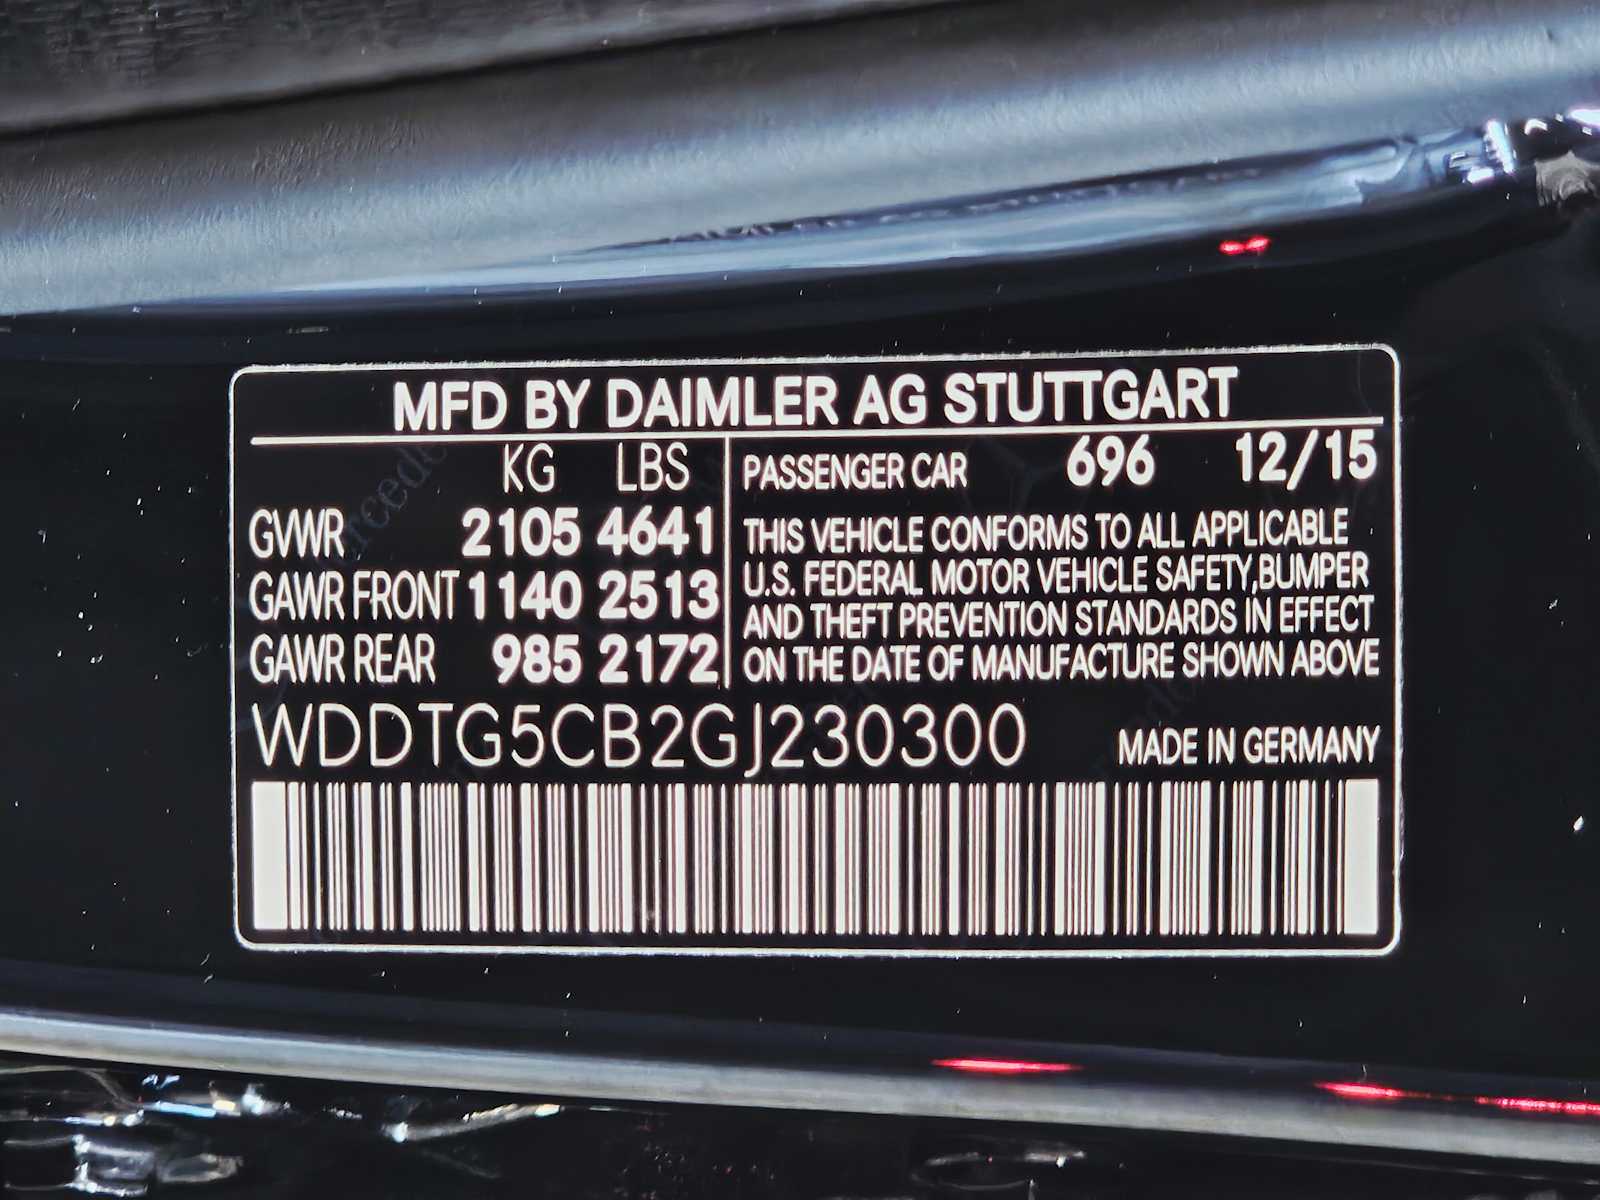 MFD BY DAIMLER AG STUTTGART
KG LBS
GVWR 2105 4641
GAWR FRONT 1140 2513
GAWR REAR 985 2172
PASSENGER CAR 696 12/15
THIS VEHICLE CONFORMS TO ALL APPLICABLE
U.S. FEDERAL MOTOR VEHICLE SAFETY,BUMPER
AND THEFT PREVENTION STANDARDS IN EFFECT
ON THE DATE OF MANUFACTURE SHOWN ABOVE
WDDTG5CB2GJ230300
MADE IN GERMANY